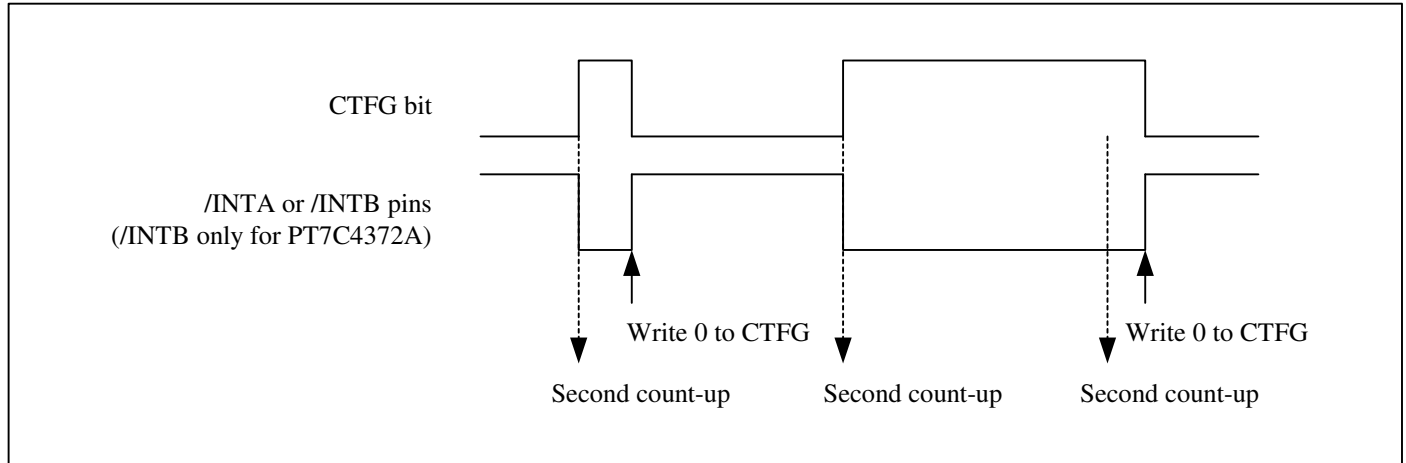 CTFG bit
/INTA or /INTB pins
(/INTB only for PT7C4372A)
Write 0 to CTFG
Write 0 to CTFG
Second count-up
Second count-up
Second count-up